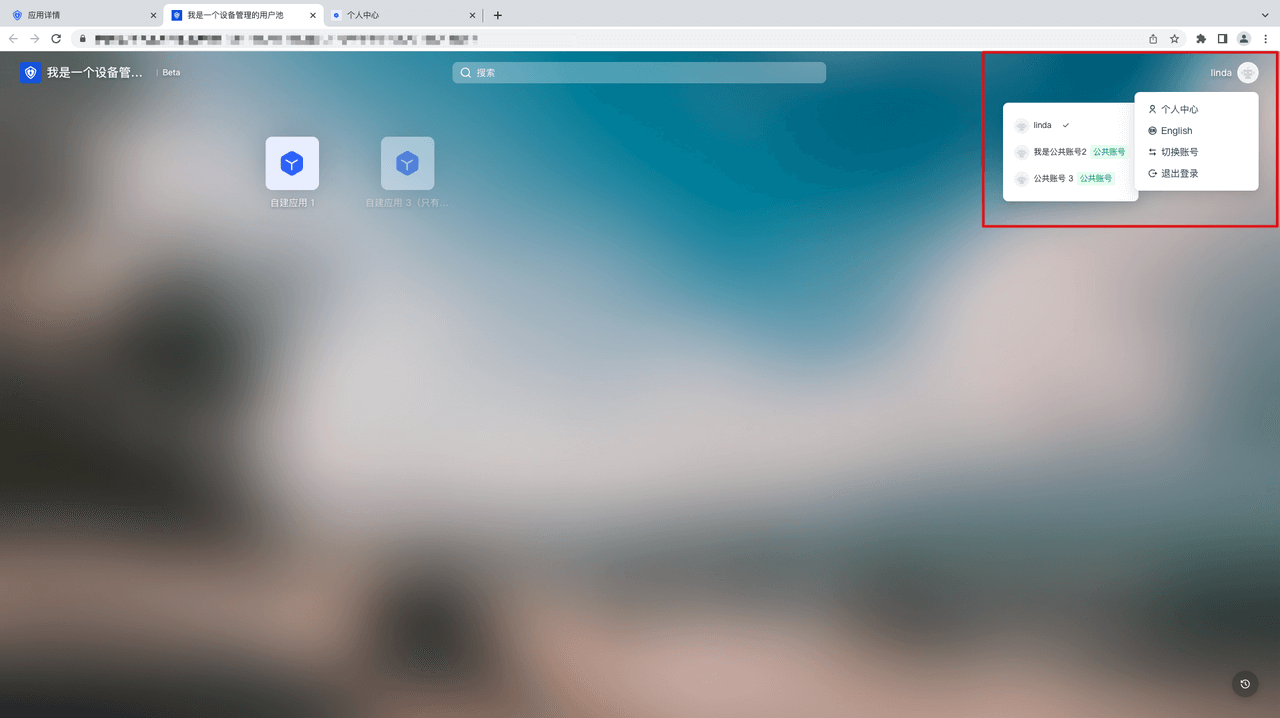 应用详情
我是一个设备管理的用户池
个人中心
我是一个设备管...
Beta
搜索
linda
个人中心
English
切换账号
退出登录
linda
我是公共账号2 公共账号
公共账号 3 公共账号
自建应用 1
自建应用 3（只有...